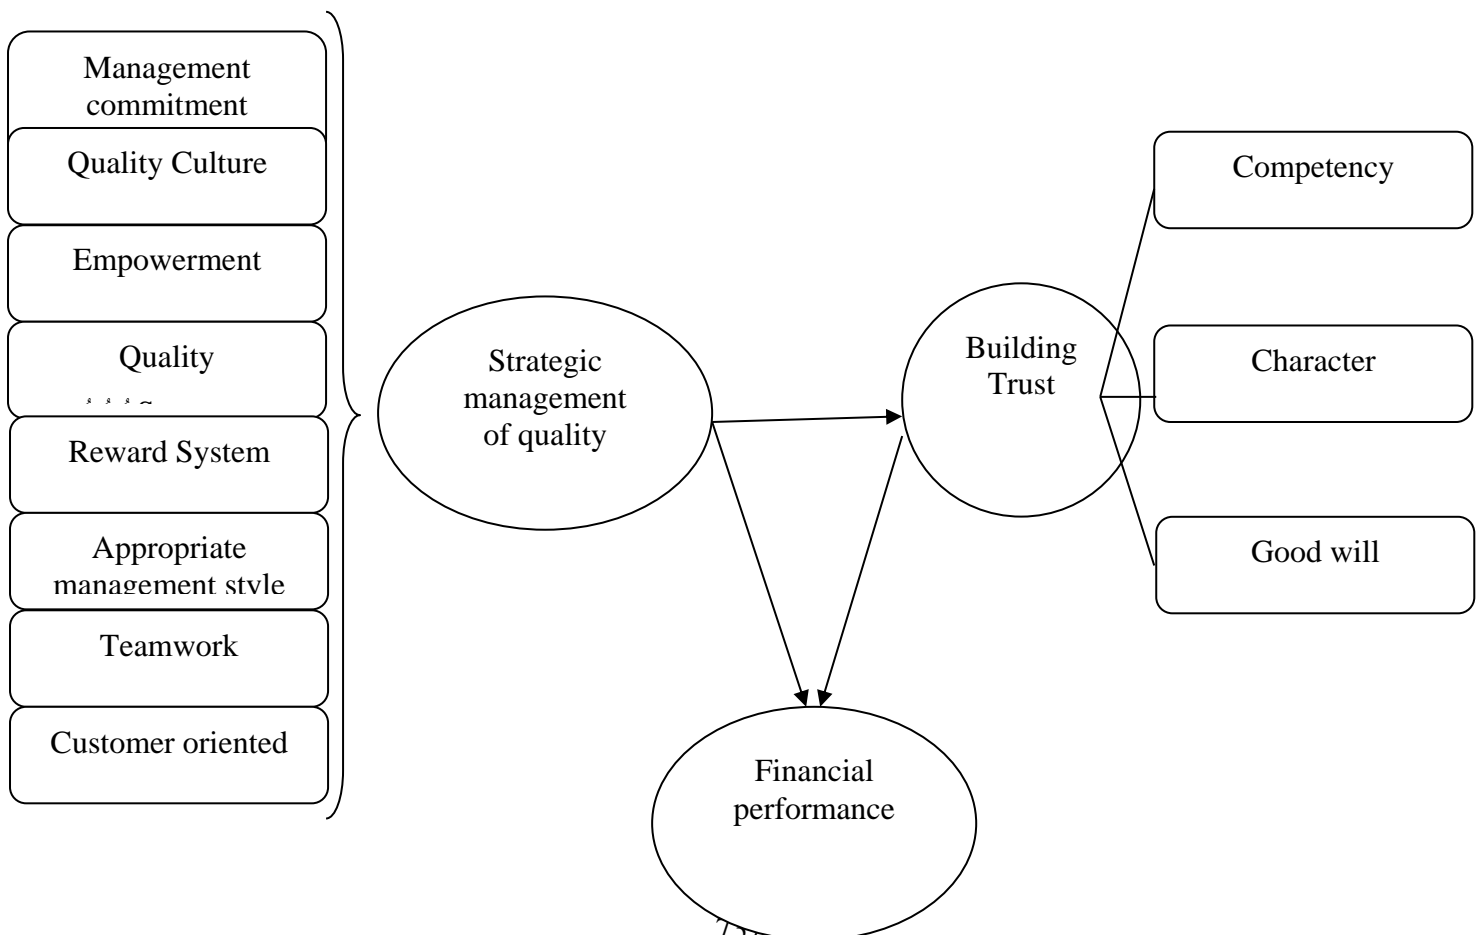 Management
commitment
Quality Culture
Empowerment
Quality
Reward System
Appropriate
management style
Teamwork
Customer oriented
Strategic
management
of quality
Building
Trust
Competency
Character
Good will
Financial
performance